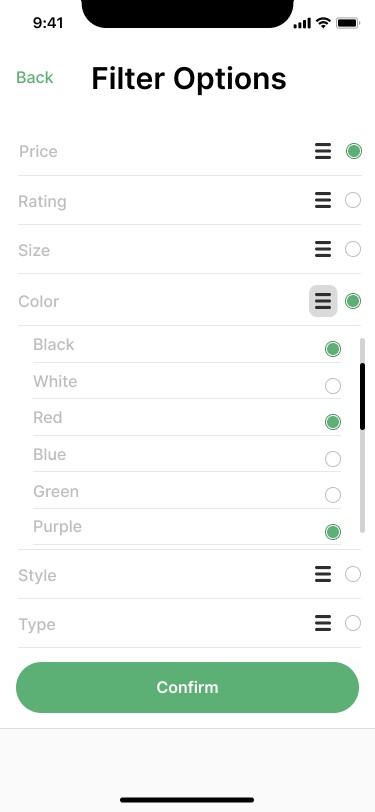 9:41
Back
Filter Options
Price
Rating
Size
Color
Black
White
Red
Blue
Green
Purple
Style
Type
Confirm